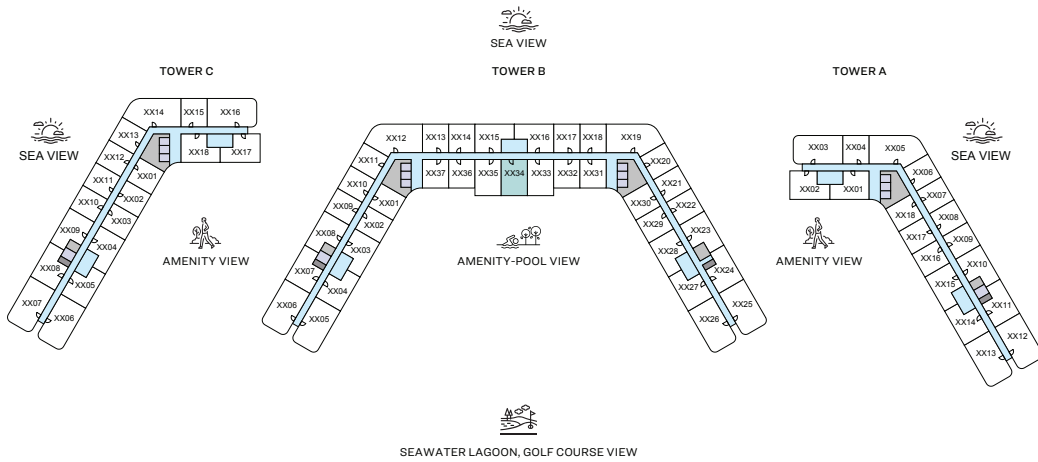 SEA VIEW
TOWER C
TOWER B
TOWER A
SEA VIEW
XX14
XX15
XX16
XX13
XX18
XX17
XX12
XX01
XX11
XX02
XX10
XX03
XX09
XX04
XX08
XX05
XX07
XX06
AMENITY VIEW
XX12
XX13
XX14
XX15
XX16
XX17
XX18
XX19
XX11
XX37
XX36
XX35
XX34
XX33
XX32
XX31
XX20
XX10
XX01
XX30
XX21
XX09
XX02
XX29
XX22
XX08
XX03
XX28
XX23
XX07
XX04
XX27
XX24
XX06
XX05
XX26
XX25
AMENITY-POOL VIEW
SEA VIEW
XX03
XX04
XX05
XX02
XX01
XX06
XX18
XX07
XX17
XX08
XX16
XX09
XX15
XX10
XX14
XX11
XX13
XX12
AMENITY VIEW
SEAWATER LAGOON, GOLF COURSE VIEW